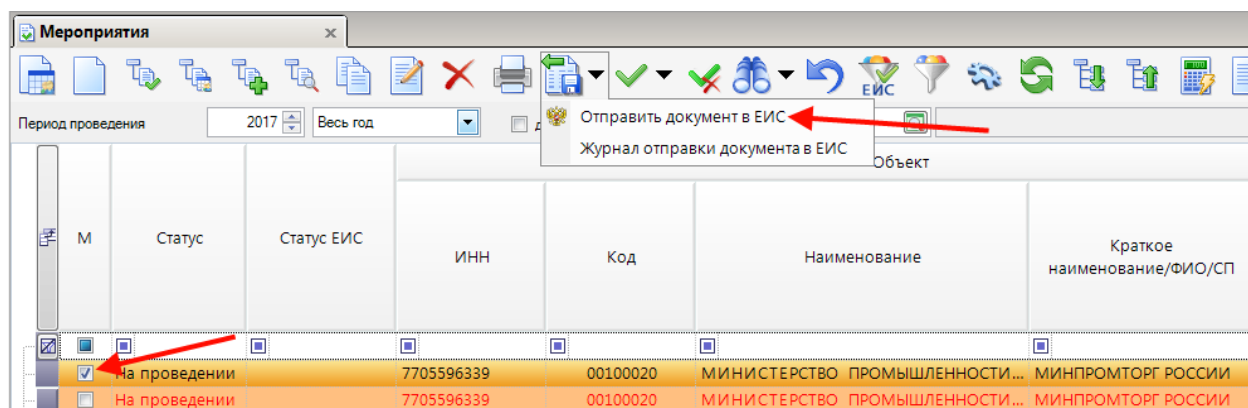 Мероприятия
ЕИС
Период проведения 2017 Весь год
Отправить документ в ЕИС
Журнал отправки документа в ЕИС
Объект
М Статус Статус ЕИС ИНН Код Наименование Краткое
наименование/ФИО/СП
На проведении 7705596339 00100020 МИНИСТЕРСТВО ПРОМЫШЛЕННОСТИ... МИНПРОМТОРГ РОССИИ
На проведении 7705596339 00100020 МИНИСТЕРСТВО ПРОМЫШЛЕННОСТИ... МИНПРОМТОРГ РОССИИ